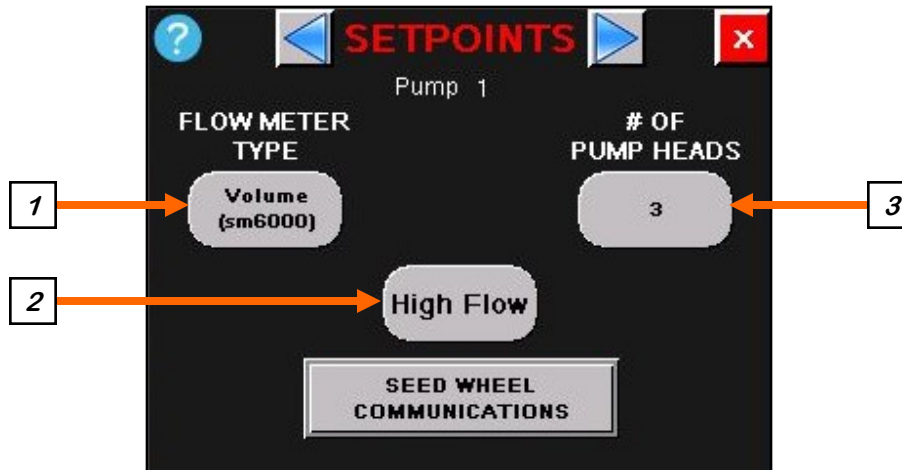 ?
SETPOINTS
X
Pump 1
FLOW METER
TYPE
# OF
PUMP HEADS
1
Volume
(sm6000)
3
3
2
High Flow
SEED WHEEL
COMMUNICATIONS